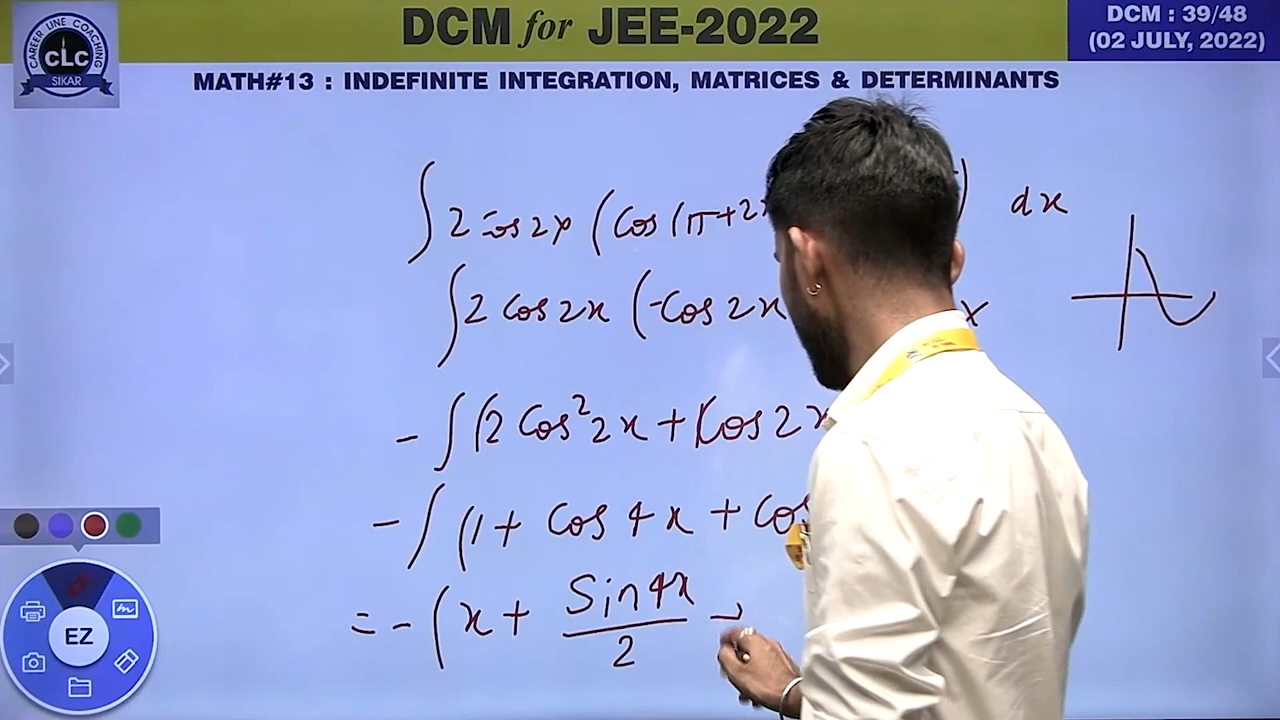 DCM for JEE-2022
DCM : 39/48
(02 JULY, 2022)
CAREER LINE COACHING
CLC
SIKAR
MATH#13 : INDEFINITE INTEGRATION, MATRICES & DETERMINANTS
∫ 2 cos 2x (cos (π+2x ) dx
∫ 2 cos 2x (-cos 2x
- ∫ (2 cos² 2x + cos 2x
- ∫ (1 + cos 4x + cos
= - ( x + Sin 4x / 2
EZ